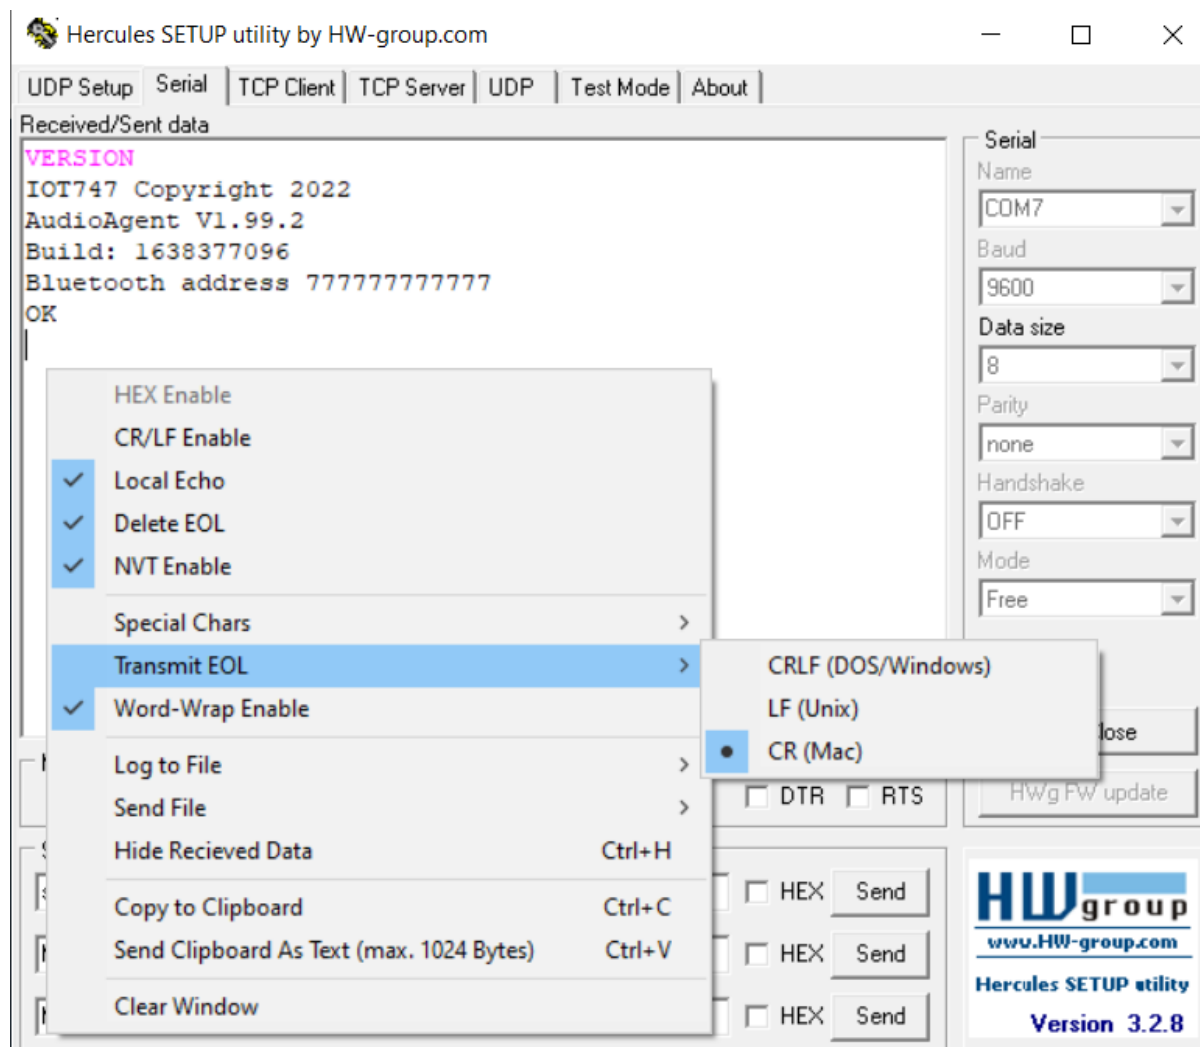 Hercules SETUP utility by HW-group.com
UDP Setup Serial TCP Client TCP Server UDP Test Mode About
Received/Sent data
VERSION
IOT747 Copyright 2022
AudioAgent V1.99.2
Build: 1638377096
Bluetooth address 777777777777
OK
HEX Enable
CR/LF Enable
Local Echo
Delete EOL
NVT Enable
Special Chars
Transmit EOL
Word-Wrap Enable
Log to File
Send File
Hide Recieved Data Ctrl+H
Copy to Clipboard Ctrl+C
Send Clipboard As Text (max. 1024 Bytes) Ctrl+V
Clear Window
CRLF (DOS/Windows)
LF (Unix)
CR (Mac)
DTR RTS
HEX Send
HEX Send
HEX Send
Serial
Name
COM7
Baud
9600
Data size
8
Parity
none
Handshake
OFF
Mode
Free
HWg FW update
HW group
www.HW-group.com
Hercules SETUP utility
Version 3.2.8